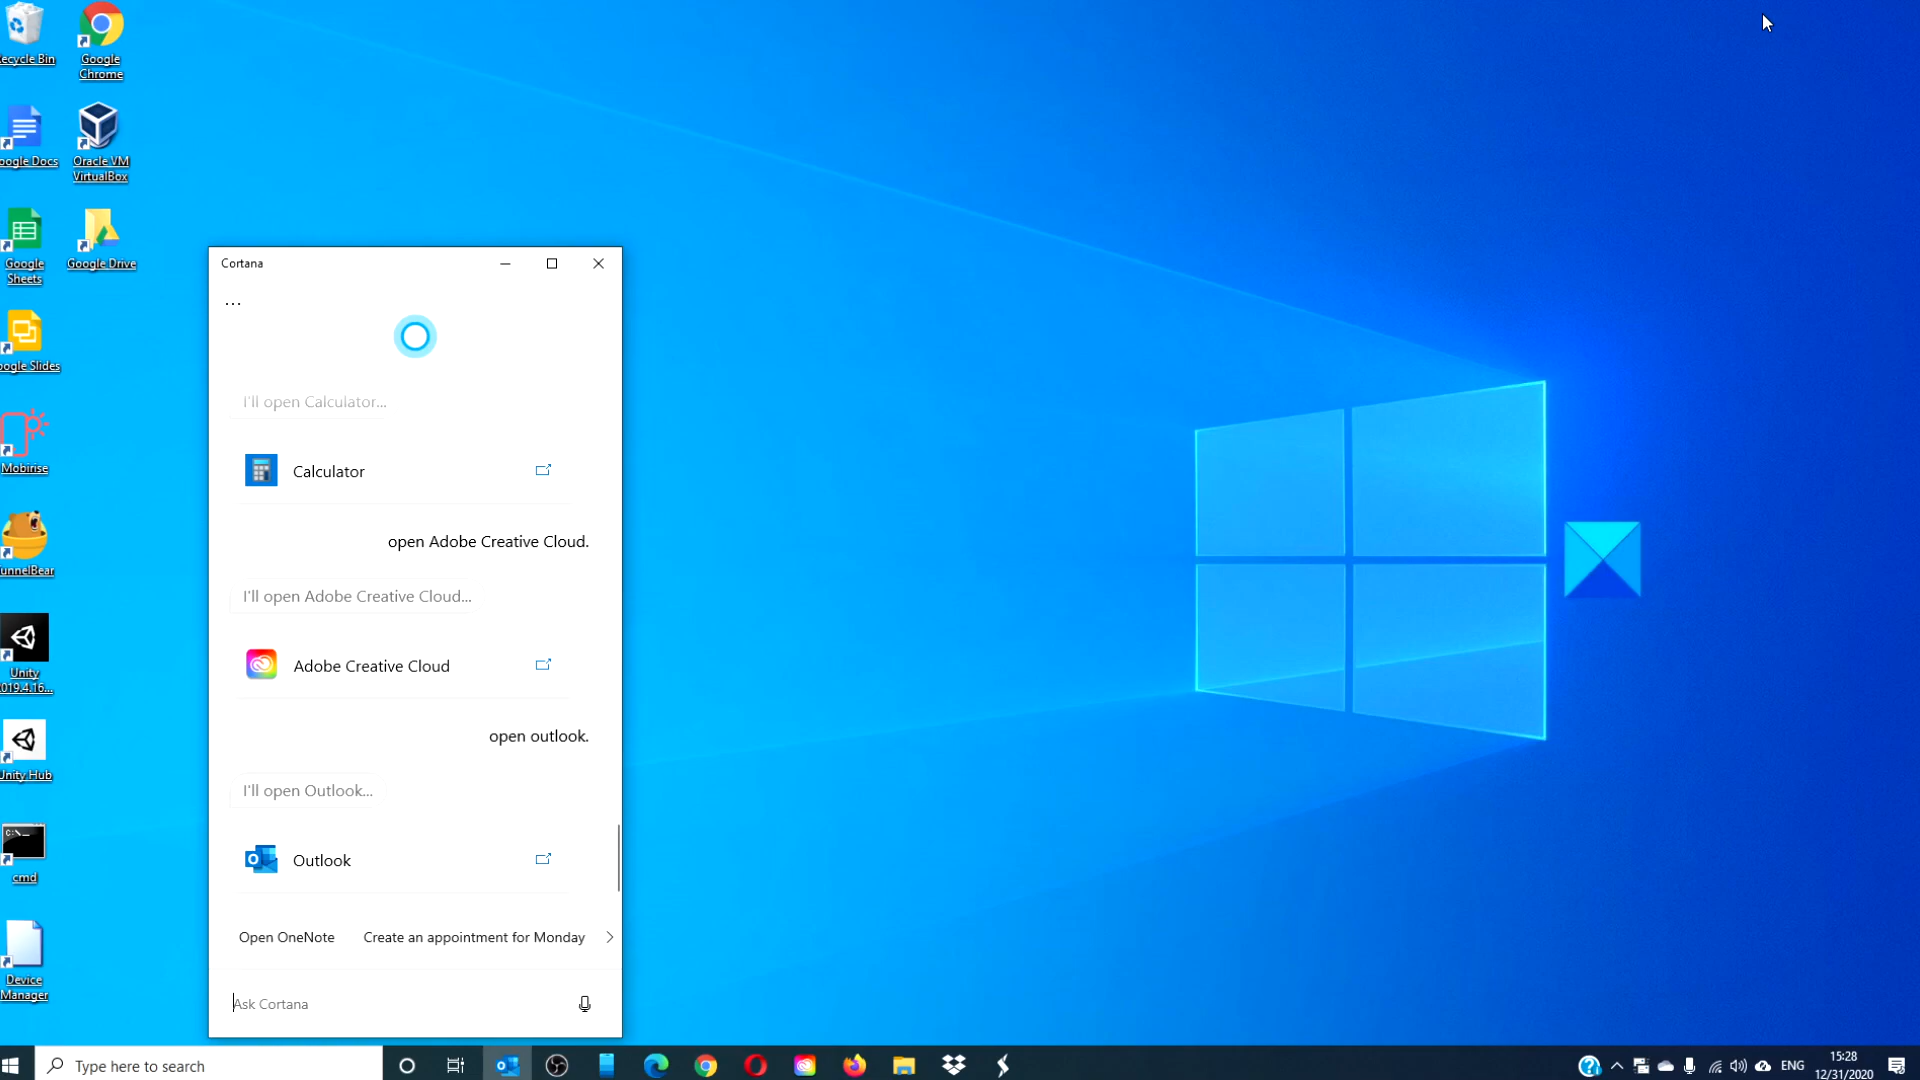 ecycle Bin
Google
Chrome
oogle Docs
Oracle VM
VirtualBox
Google
Sheets
Google Drive
oogle Slides
Mobirise
unnelBear
Unity
019.4.16...
Unity Hub
C:\
cmd
Device
Manager
Cortana
...
I'll open Calculator...
Calculator
open Adobe Creative Cloud.
I'll open Adobe Creative Cloud...
Adobe Creative Cloud
open outlook.
I'll open Outlook...
Outlook
Open OneNote
Create an appointment for Monday
Ask Cortana
Type here to search
ENG
15:28
12/31/2020